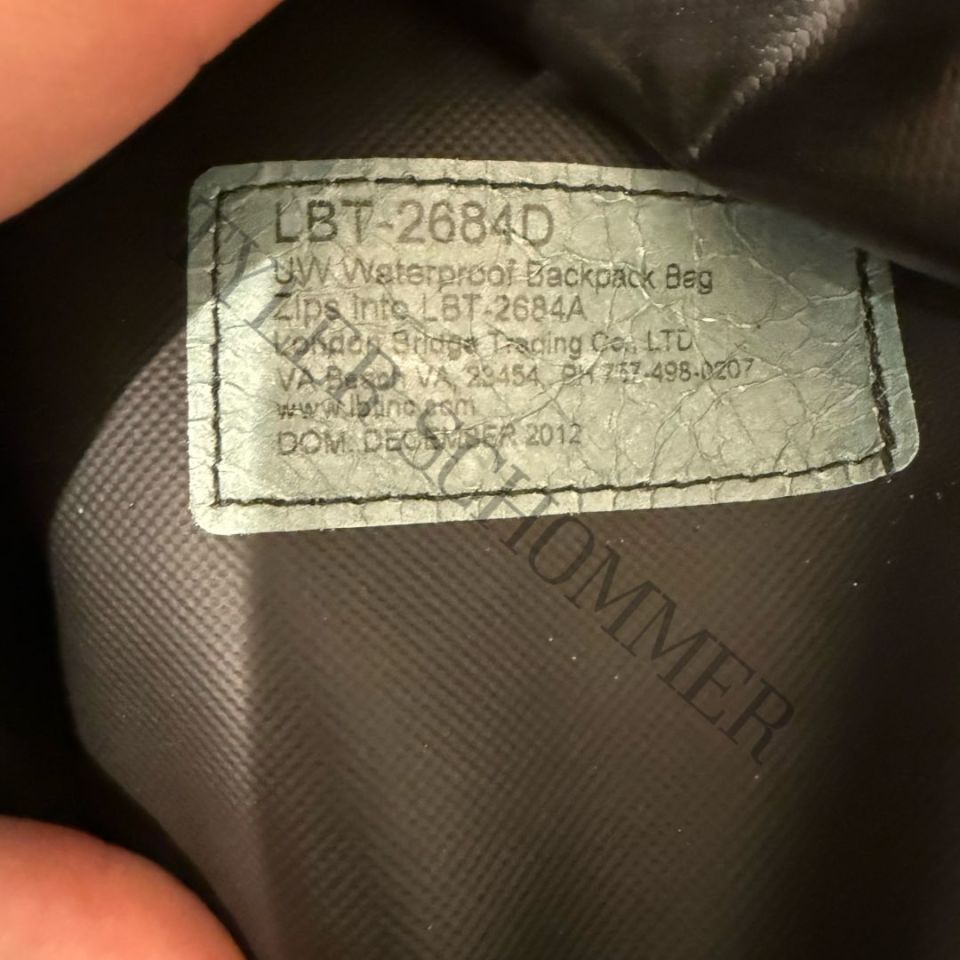 LBT-2684D
UW Waterproof Backpack Bag
Zips Into LBT-2684A
London Bridge Trading Co., LTD
VA Beach VA, 23454, PH 757-498-0207
www.lbtinc.com
DOM: DECEMBER 2012
TYLER SCHOMMER